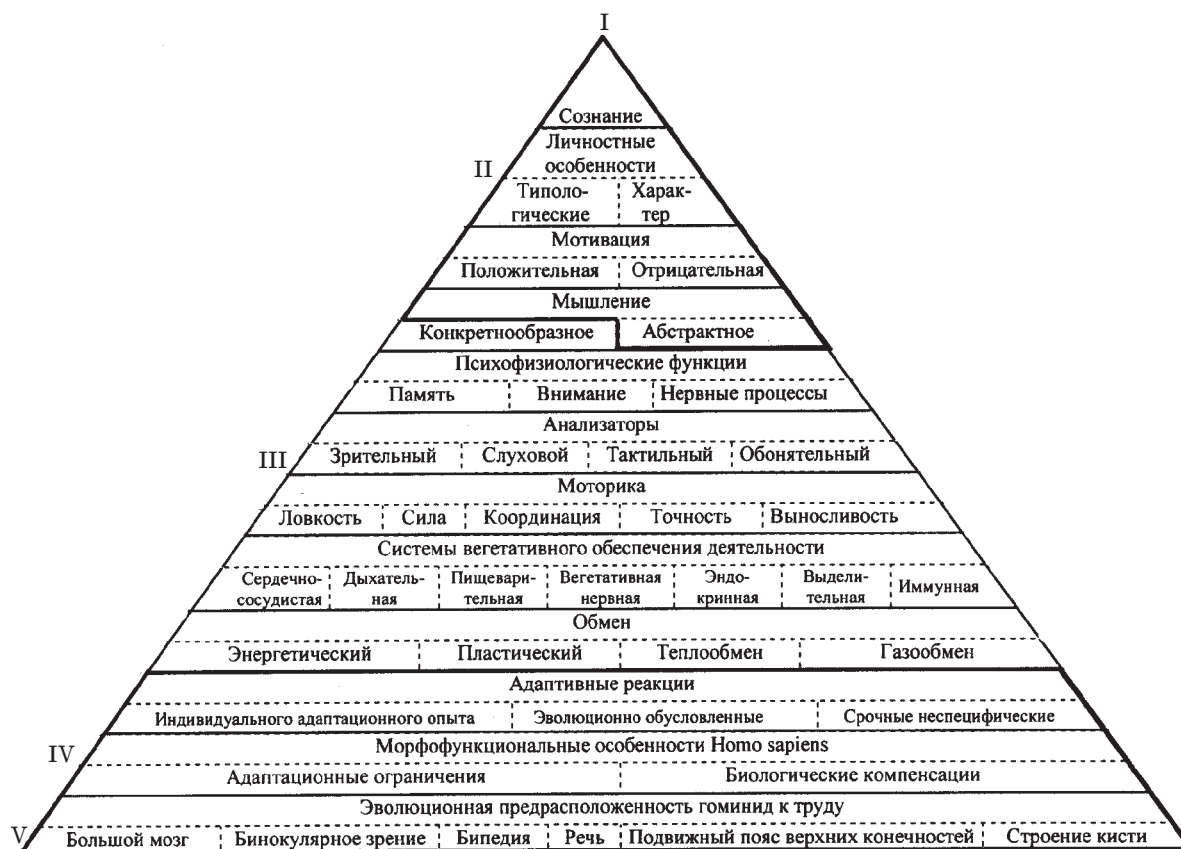 I
Сознание
Личностные
особенности
II
Типоло-
гические
Харак-
тер
Мотивация
Положительная
Отрицательная
Мышление
Конкретнообразное
Абстрактное
Психофизиологические функции
Память
Внимание
Нервные процессы
Анализаторы
III
Зрительный
Слуховой
Тактильный
Обонятельный
Моторика
Ловкость
Сила
Координация
Точность
Выносливость
Системы вегетативного обеспечения деятельности
Сердечно-
сосудистая
Дыхатель-
ная
Пищевари-
тельная
Вегетативная
нервная
Эндо-
кринная
Выдели-
тельная
Иммунная
Обмен
Энергетический
Пластический
Теплообмен
Газообмен
Адаптивные реакции
Индивидуального адаптационного опыта
Эволюционно обусловленные
Срочные неспецифические
IV
Морфофункциональные особенности Homo sapiens
Адаптационные ограничения
Биологические компенсации
Эволюционная предрасположенность гоминид к труду
V
Большой мозг
Бинокулярное зрение
Бипедия
Речь
Подвижный пояс верхних конечностей
Строение кисти